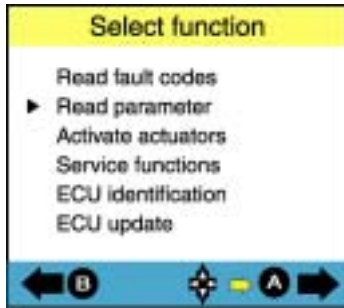 Select function
Read fault codes
Read parameter
Activate actuators
Service functions
ECU identification
ECU update
B A